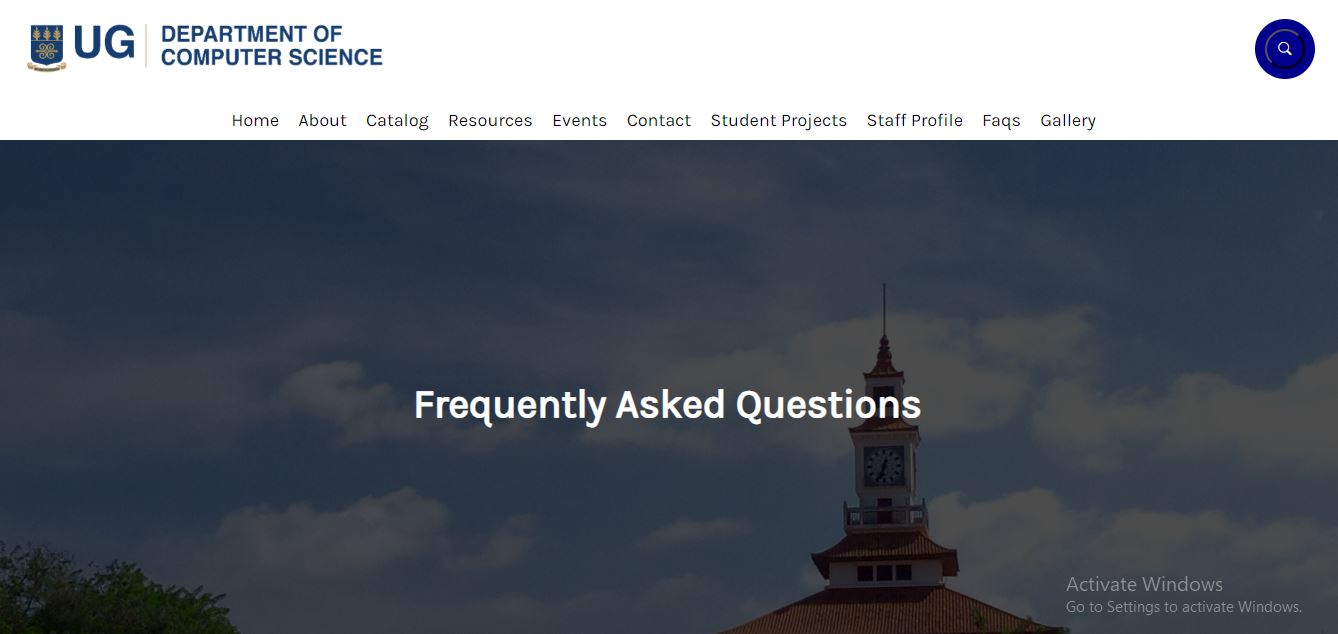 UG
DEPARTMENT OF
COMPUTER SCIENCE
Home About Catalog Resources Events Contact Student Projects Staff Profile Faqs Gallery
Frequently Asked Questions
Activate Windows
Go to Settings to activate Windows.